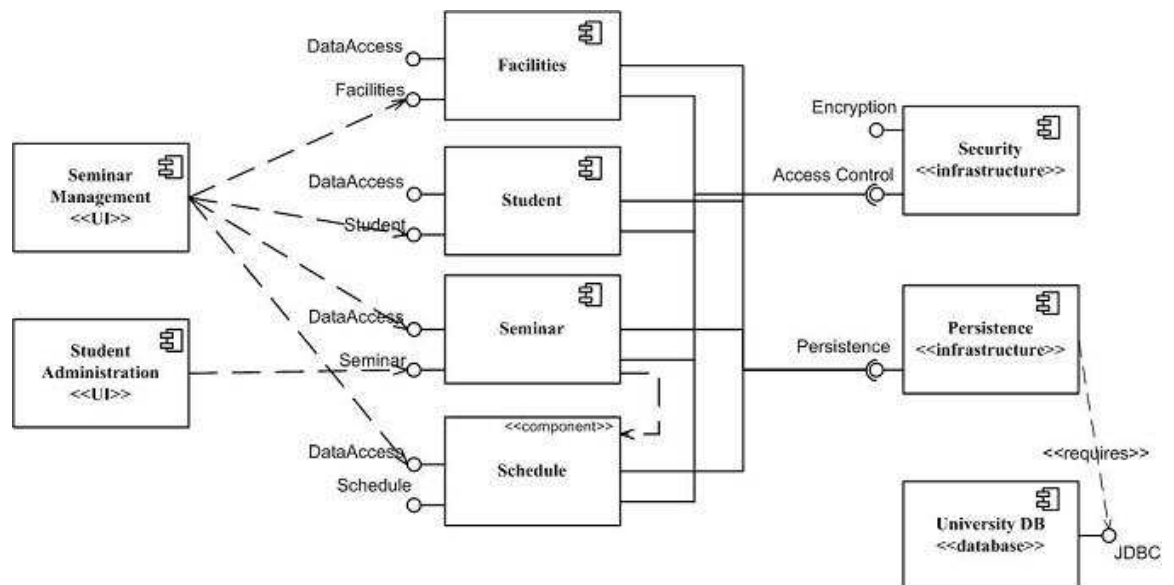 DataAccess
Facilities
Facilities
Encryption
Security
<<infrastructure>>
Access Control
Seminar
Management
<<UI>>
DataAccess
Student
Student
DataAccess
Seminar
Seminar
Persistence
Persistence
<<infrastructure>>
Student
Administration
<<UI>>
<<component>>
DataAccess
Schedule
Schedule
<<requires>>
University DB
<<database>>
JDBC